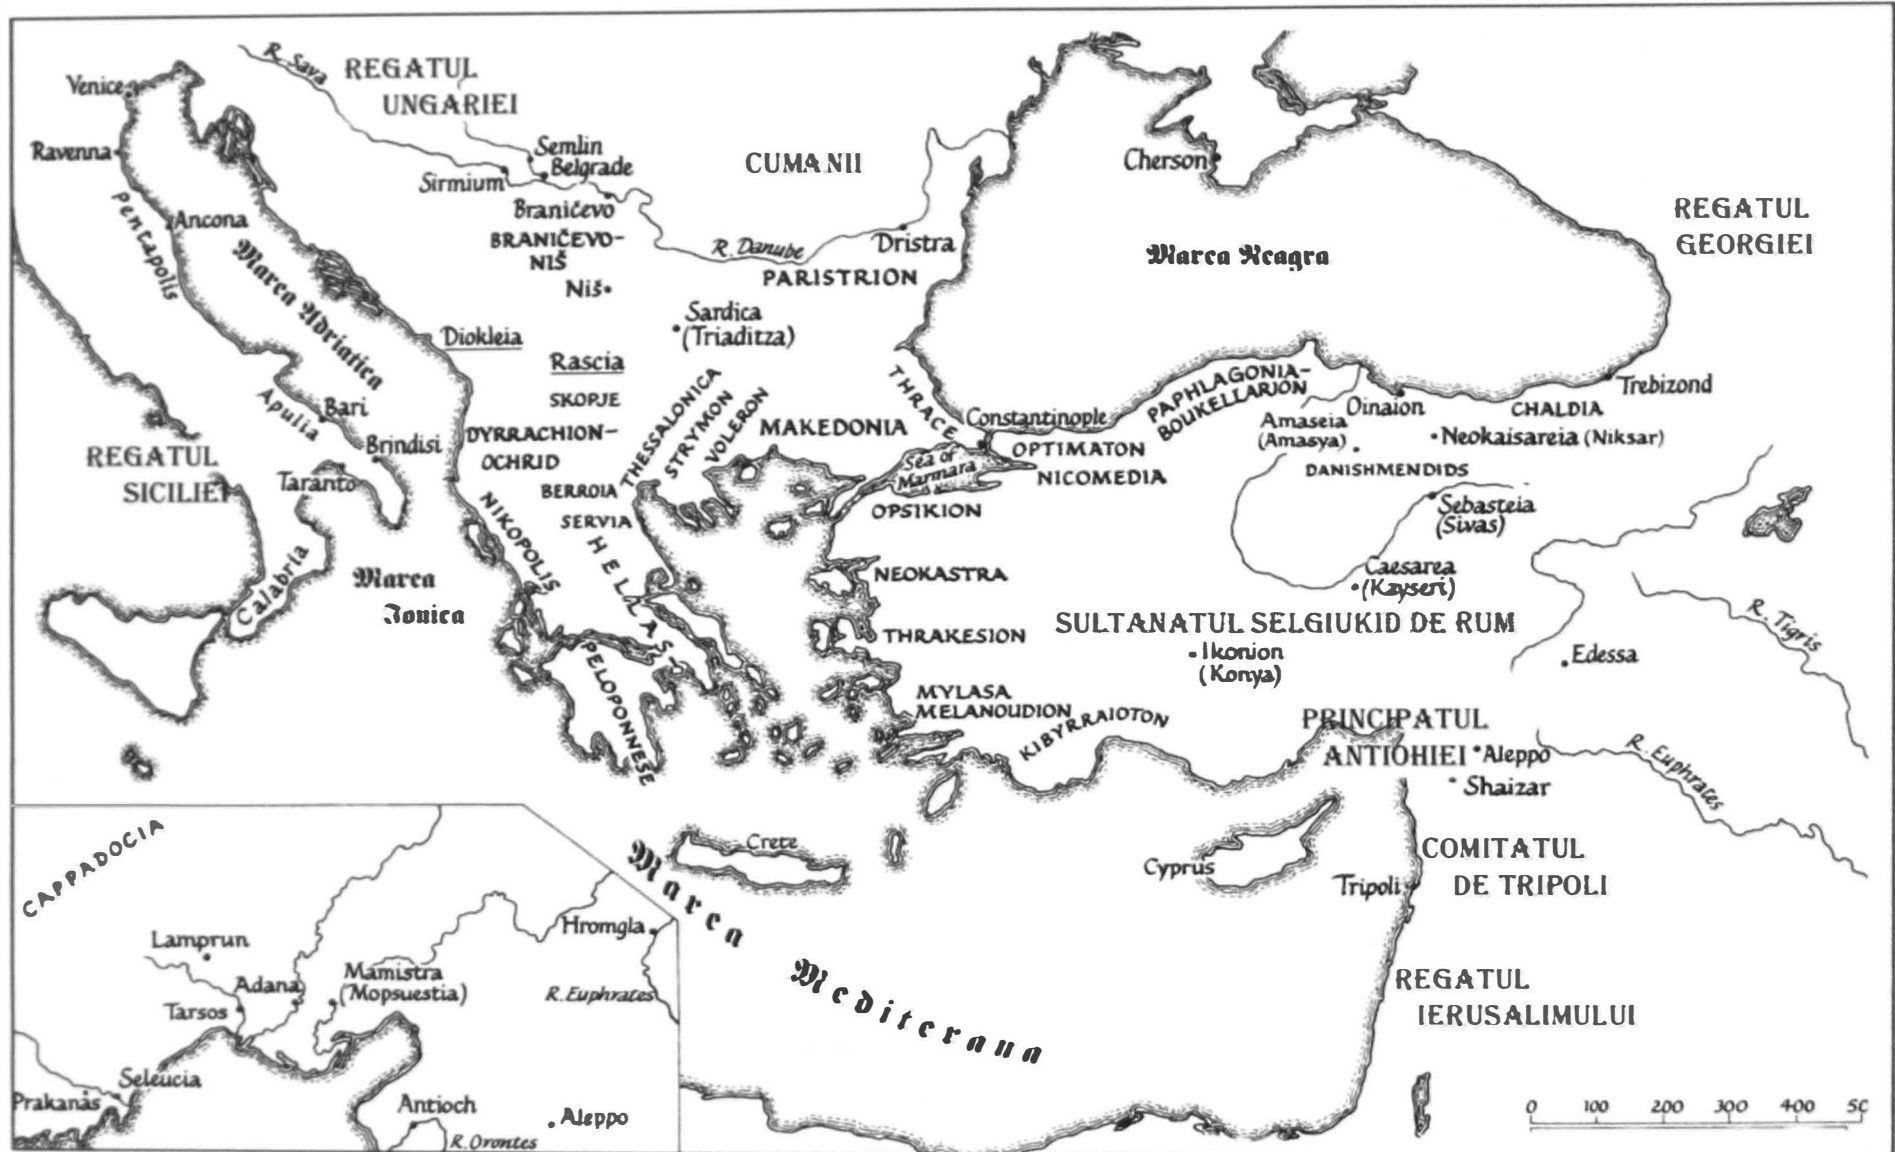 R. Sava
REGATUL
UNGARIEI
Venice
Ravenna
Pentapolis
Ancona
Marea Adriatica
Semlin
Belgrade
Sirmium
Braničevo
BRANIČEVO-
NIŠ
Niš
CUMANII
Dristra
R. Danube
PARISTRION
Cherson
Marea Neagra
REGATUL
GEORGIEI
Sardica
(Triaditza)
Diokleia
Rascia
SKOPJE
Apulia
Bari
Brindisi
Taranto
REGATUL
SICILIEI
Calabria
Marea
Ionica
DYRRACHION-
OCHRID
BERROIA
SERVIA
THESSALONICA
STRYMON
VOLERON
MAKEDONIA
THRACE
Constantinople
Sea of
Marmara
OPTIMATON
NICOMEDIA
PAPHLAGONIA-
BOUKELLARION
Oinaion
CHALDIA
Trebizond
Amaseia
(Amasya)
Neokaisareia (Niksar)
DANISHMENDIDS
Sebasteia
(Sivas)
Caesarea
(Kayseri)
OPSIKION
NEOKASTRA
THRAKESION
NIKOPOLIS
HELLAS
PELOPONNESE
SULTANATUL SELGIUKID DE RUM
Ikonion
(Konya)
R. Tigris
Edessa
MYLASA
MELANOUDION
KIBYRRAIOTON
PRINCIPATUL
ANTIOHIEI
Aleppo
Shaizar
R. Euphrates
Crete
Cyprus
COMITATUL
DE TRIPOLI
Tripoli
Marea
Mediterana
REGATUL
IERUSALIMULUI
CAPPADOCIA
Lamprun
Hromgla
Adana
Mamistra
(Mopsuestia)
Tarsos
R. Euphrates
Seleucia
Prakanas
Antioch
Aleppo
R. Orontes
0 100 200 300 400 50